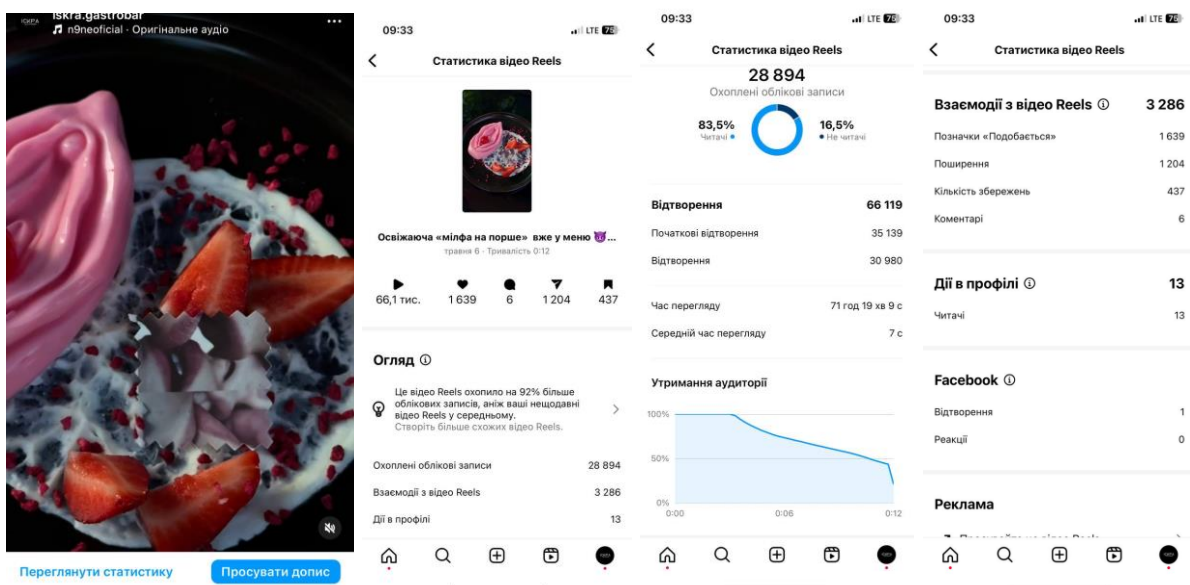 iskra.gastrobar
n9neoficial · Оригінальне аудіо
Переглянути статистику
Просувати допис
09:33
LTE 75
Статистика відео Reels
Освіжаюча «мілфа на порше» вже у меню 😈...
травня 6 · Тривалість 0:12
66,1 тис.
1 639
6
1 204
437
Огляд
Це відео Reels охопило на 92% більше
облікових записів, аніж ваші нещодавні
відео Reels у середньому.
Створіть більше схожих відео Reels.
Охоплені облікові записи 28 894
Взаємодії з відео Reels 3 286
Дії в профілі 13
09:33
LTE 75
Статистика відео Reels
28 894
Охоплені облікові записи
83,5%
Читачі
16,5%
Не читачі
Відтворення 66 119
Початкові відтворення 35 139
Відтворення 30 980
Час перегляду 71 год 19 хв 9 с
Середній час перегляду 7 с
Утримання аудиторії
100%
50%
0%
0:00 0:06 0:12
09:33
LTE 75
Статистика відео Reels
Взаємодії з відео Reels 3 286
Позначки «Подобається» 1 639
Поширення 1 204
Кількість збережень 437
Коментарі 6
Дії в профілі 13
Читачі 13
Facebook
Відтворення 1
Реакції 0
Реклама